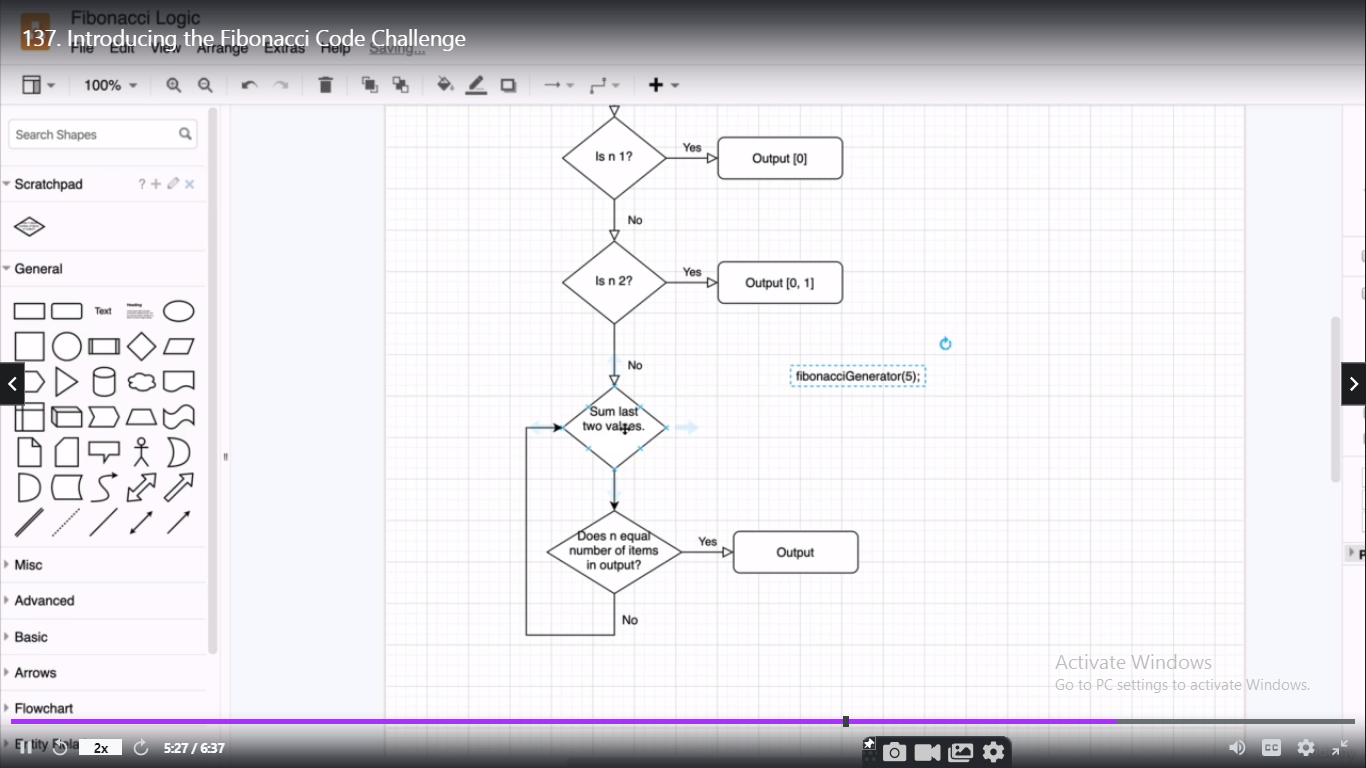 Fibonacci Logic
137. Introducing the Fibonacci Code Challenge
File Edit View Arrange Extras Help Saving...
100%
Search Shapes
Scratchpad
?
General
Text
Heading
Misc
Advanced
Basic
Arrows
Flowchart
Is n 1?
Yes
Output [0]
No
Is n 2?
Yes
Output [0, 1]
No
fibonacciGenerator(5);
Sum last
two values.
Does n equal
number of items
in output?
Yes
Output
No
Activate Windows
Go to PC settings to activate Windows.
2x
5:27 / 6:37
CC